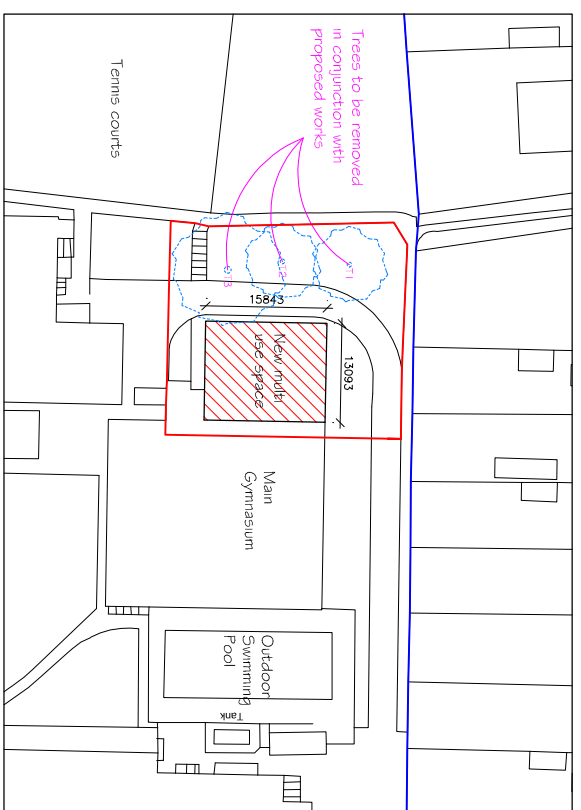 Trees to be removed
in conjunction with
proposed works
Tennis courts
T1
T2
T3
15843
13093
New multi
use space
Main
Gymnasium
Outdoor
Swimming
Pool
Tank